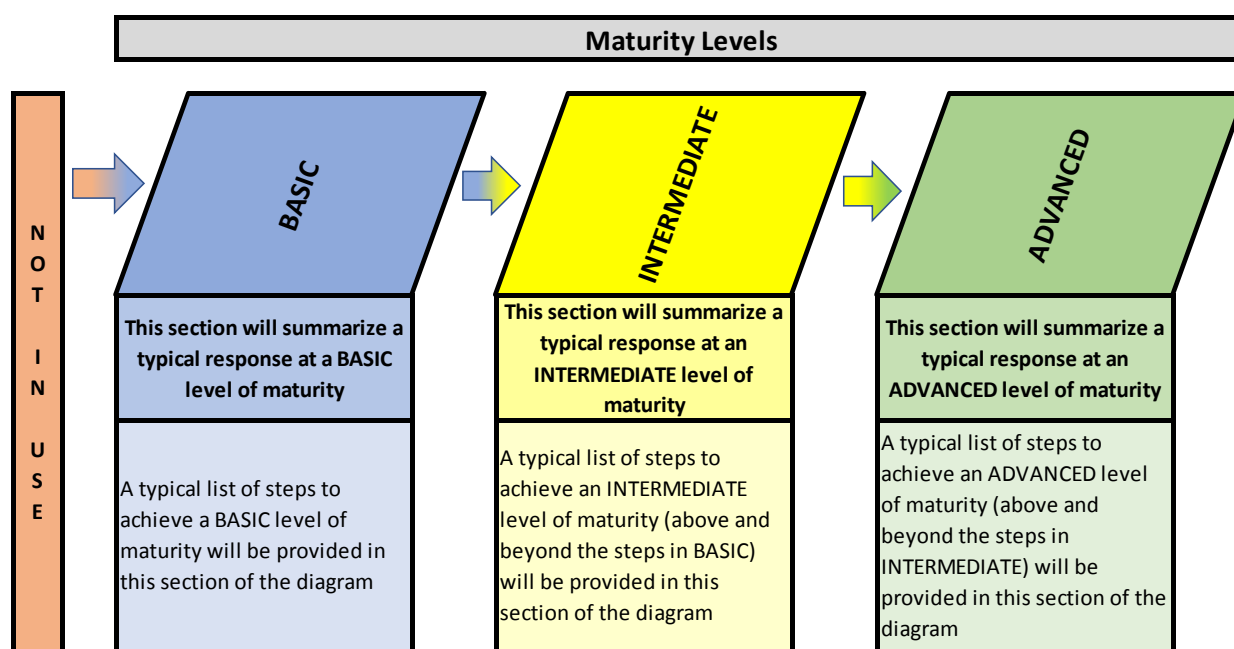 Maturity Levels
NOT IN USE
BASIC
This section will summarize a
typical response at a BASIC
level of maturity
A typical list of steps to
achieve a BASIC level of
maturity will be provided in
this section of the diagram
INTERMEDIATE
This section will summarize a
typical response at an
INTERMEDIATE level of
maturity
A typical list of steps to
achieve an INTERMEDIATE
level of maturity (above and
beyond the steps in BASIC)
will be provided in this
section of the diagram
ADVANCED
This section will summarize a
typical response at an
ADVANCED level of maturity
A typical list of steps to
achieve an ADVANCED level
of maturity (above and
beyond the steps in
INTERMEDIATE) will be
provided in this section of the
diagram